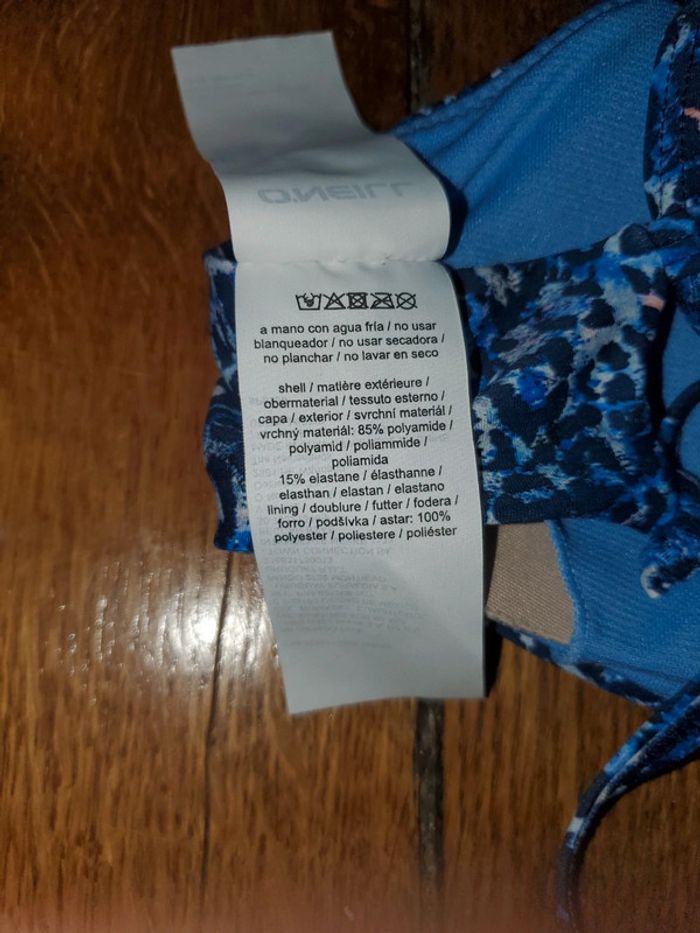 O'NEILL
a mano con agua fría / no usar
blanqueador / no usar secadora /
no planchar / no lavar en seco
shell / matière extérieure /
obermaterial / tessuto esterno /
capa / exterior / svrchní materiál /
vrchný materiál: 85% polyamide /
polyamid / poliammide /
poliamida
15% elastane / élasthanne /
elasthan / elastan / elastano
lining / doublure / futter / fodera /
forro / podšívka / astar: 100%
polyester / poliestere / poliéster